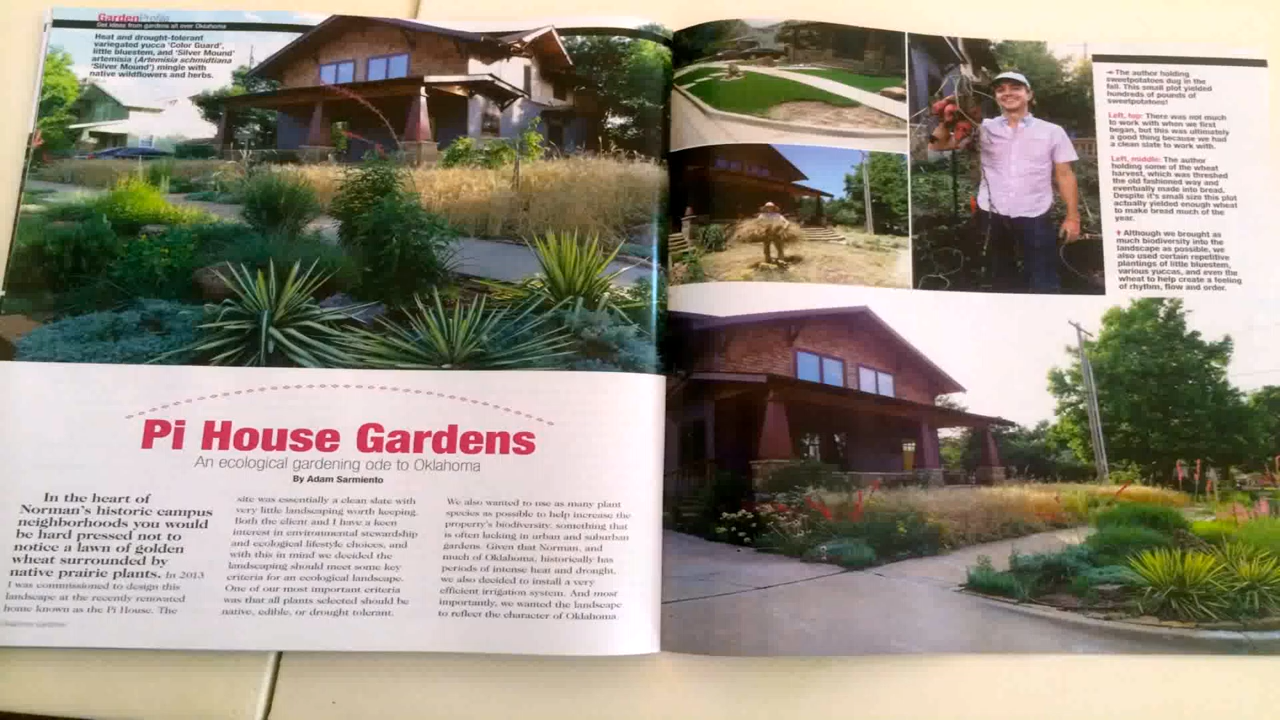 GardenProfile
Get ideas from gardens all over Oklahoma
Heat and drought-tolerant
variegated yucca 'Color Guard',
little bluestem, and 'Silver Mound'
artemisia (Artemisia schmidtiana
'Silver Mound') mingle with
native wildflowers and herbs.
Pi House Gardens
An ecological gardening ode to Oklahoma
By Adam Sarmiento
In the heart of
Norman's historic campus
neighborhoods you would
be hard pressed not to
notice a lawn of golden
wheat surrounded by
native prairie plants. In 2013
I was commissioned to design this
landscape at the recently renovated
home known as the Pi House. The
site was essentially a clean slate with
very little landscaping worth keeping.
Both the client and I have a keen
interest in environmental stewardship
and ecological lifestyle choices, and
with this in mind we decided the
landscaping should meet some key
criteria for an ecological landscape.
One of our most important criteria
was that all plants selected should be
native, edible, or drought tolerant.
We also wanted to use as many plant
species as possible to help increase the
property's biodiversity, something that
is often lacking in urban and suburban
gardens. Given that Norman, and
much of Oklahoma, historically has
periods of intense heat and drought,
we also decided to install a very
efficient irrigation system. And most
importantly, we wanted the landscape
to reflect the character of Oklahoma.
The author holding
sweetpotatoes dug in the
fall. This small plot yielded
hundreds of pounds of
sweetpotatoes!
Left, top: There was not much
to work with when we first
began, but this was ultimately
a good thing because we had
a clean slate to work with.
Left, middle: The author
holding some of the wheat
harvest, which was threshed
the old fashioned way and
eventually made into bread.
Despite it's small size this plot
actually yielded enough wheat
to make bread much of the
year.
Although we brought as
much biodiversity into the
landscape as possible, we
also used certain repetitive
plantings of little bluestem,
various yuccas, and even the
wheat to help create a feeling
of rhythm, flow and order.